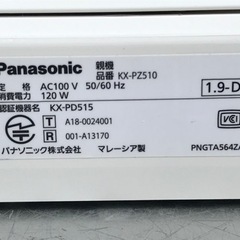 Panasonic 親機 KX-PZ510
定 格 AC100 V 50/60 Hz
消費電力 120 W
1.9-D
認証機器名 KX-PD515
T A18-0024001
R 001-A13170
VCI
パナソニック株式会社 マレーシア製 PNGTA564ZA